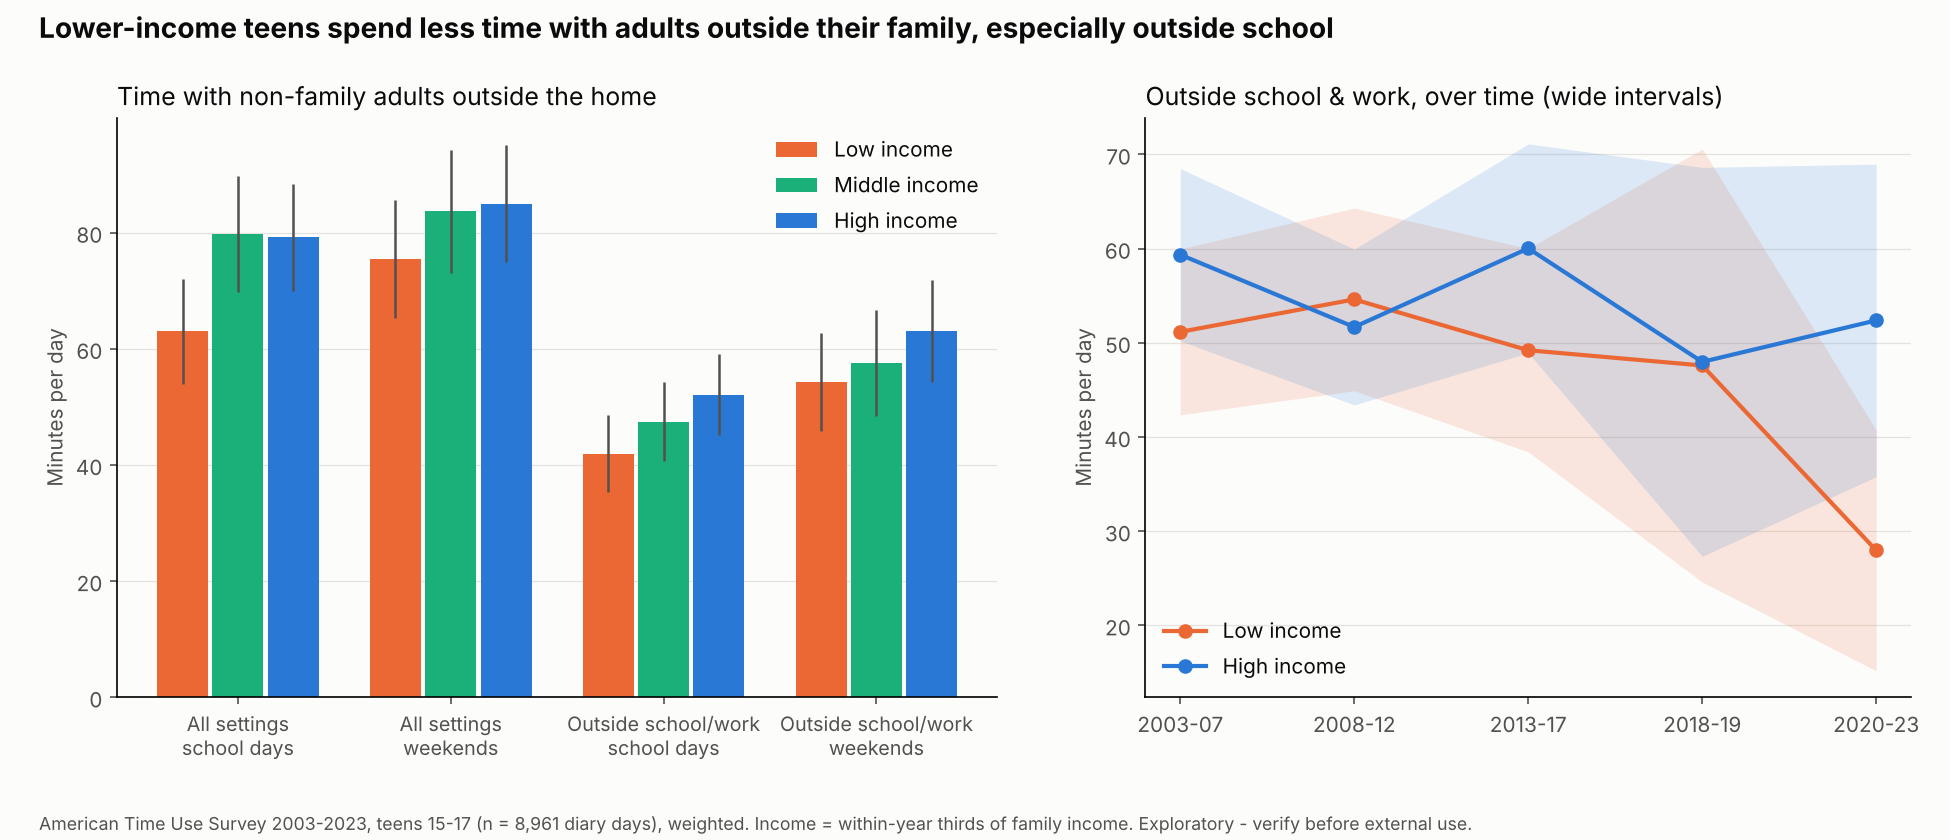 Lower-income teens spend less time with adults outside their family, especially outside school
Time with non-family adults outside the home
Low income
Middle income
High income
Minutes per day
80
60
40
20
0
All settings
school days
All settings
weekends
Outside school/work
school days
Outside school/work
weekends
Outside school & work, over time (wide intervals)
Minutes per day
70
60
50
40
30
20
Low income
High income
2003-07
2008-12
2013-17
2018-19
2020-23
American Time Use Survey 2003-2023, teens 15-17 (n = 8,961 diary days), weighted. Income = within-year thirds of family income. Exploratory - verify before external use.